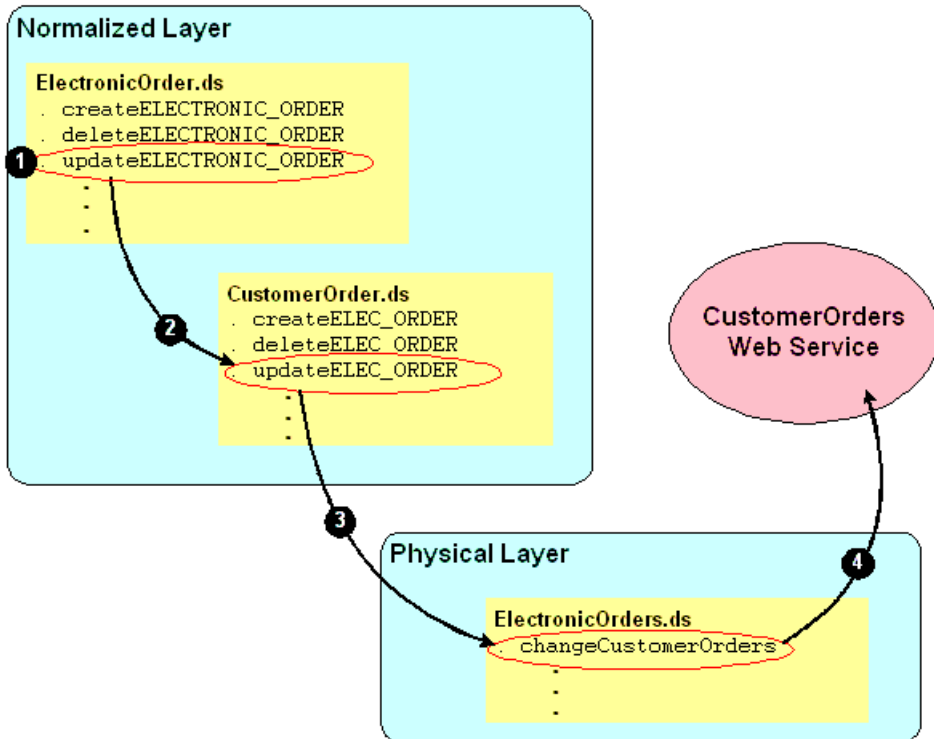 Normalized Layer
ElectronicOrder.ds
. createELECTRONIC_ORDER
. deleteELECTRONIC_ORDER
1 . updateELECTRONIC_ORDER
.
.
.
2
CustomerOrder.ds
. createELEC_ORDER
. deleteELEC_ORDER
. updateELEC_ORDER
.
.
.
CustomerOrders
Web Service
3
4
Physical Layer
ElectronicOrders.ds
. changeCustomerOrders
.
.
.